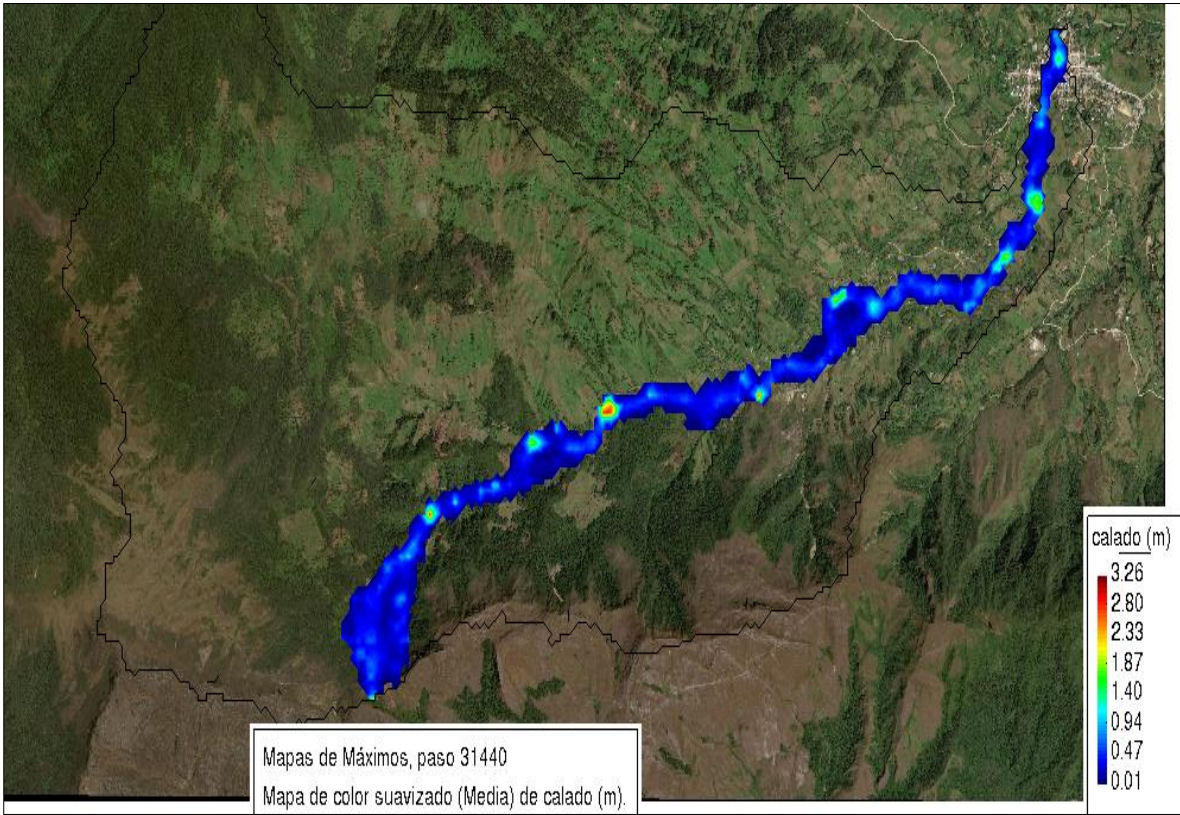 calado (m)
3.26
2.80
2.33
1.87
1.40
0.94
0.47
0.01
Mapas de Máximos, paso 31440
Mapa de color suavizado (Media) de calado (m).